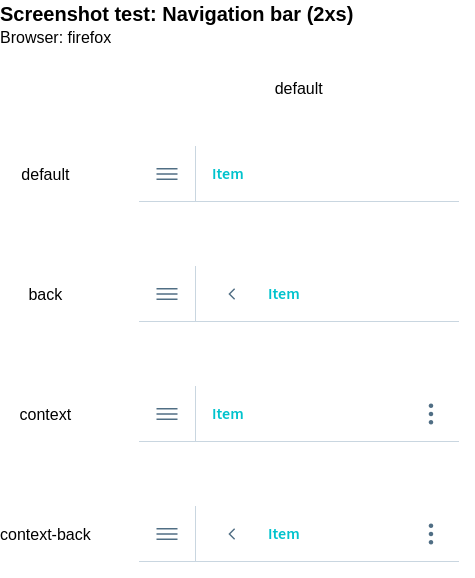 Screenshot test: Navigation bar (2xs)
Browser: firefox
default
default Item
back Item
context Item
context-back Item